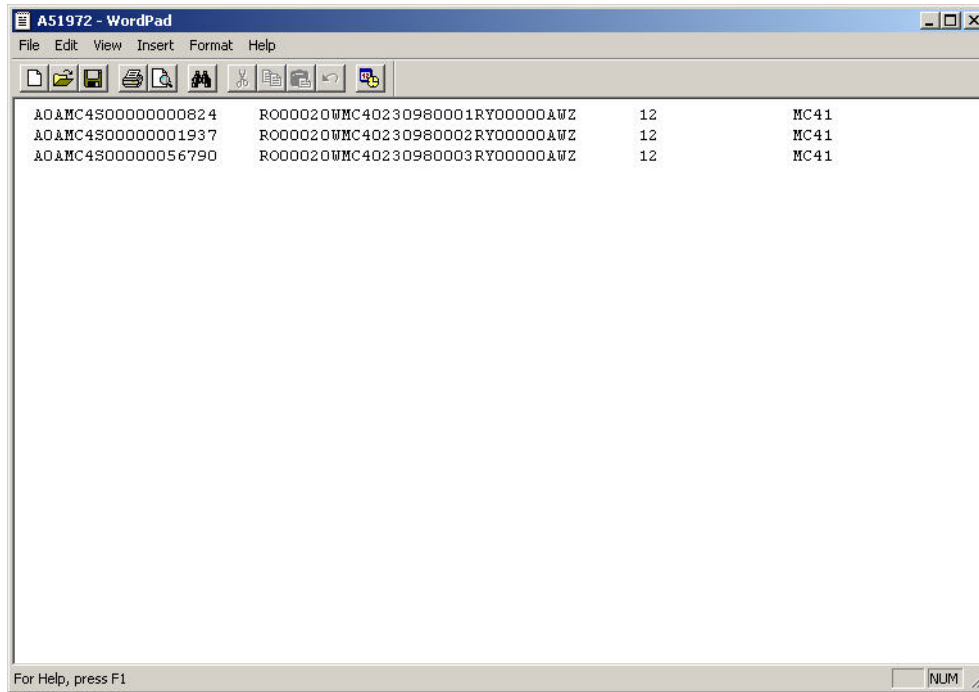 A51972 - WordPad
File Edit View Insert Format Help
A0AMC4S00000000824 RO00020WMC40230980001RY00000AWZ 12 MC41
A0AMC4S00000001937 RO00020WMC40230980002RY00000AWZ 12 MC41
A0AMC4S00000056790 RO00020WMC40230980003RY00000AWZ 12 MC41
For Help, press F1
NUM